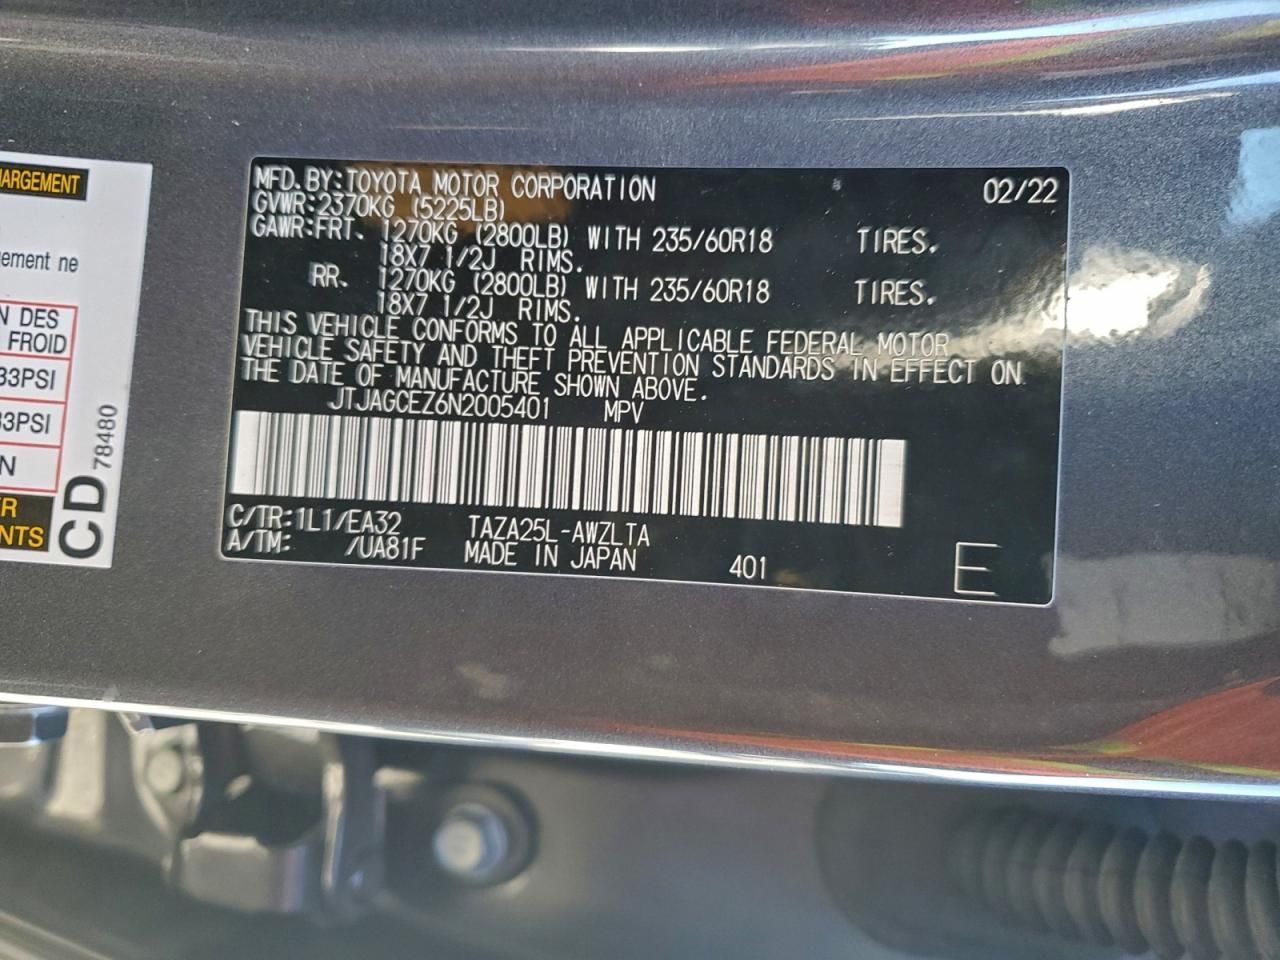 ARGEMENT
ement ne
N DES
FROID
33PSI
33PSI
N
R
NTS
CD 78480
MFD. BY: TOYOTA MOTOR CORPORATION 02/22
GVWR: 2370KG (5225LB)
GAWR: FRT. 1270KG (2800LB) WITH 235/60R18 TIRES.
18X7 1/2J RIMS.
RR. 1270KG (2800LB) WITH 235/60R18 TIRES.
18X7 1/2J RIMS.
THIS VEHICLE CONFORMS TO ALL APPLICABLE FEDERAL MOTOR
VEHICLE SAFETY AND THEFT PREVENTION STANDARDS IN EFFECT ON
THE DATE OF MANUFACTURE SHOWN ABOVE.
JTJAGCEZ6N2005401 MPV
C/TR: 1L1/EA32 TAZA25L-AWZLTA
A/TM: /UA81F MADE IN JAPAN 401 E